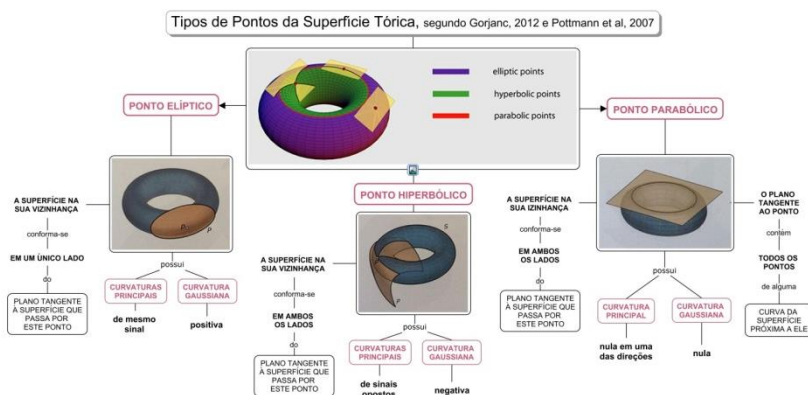 Tipos de Pontos da Superfície Tórica, segundo Gorjanc, 2012 e Pottmann et al, 2007
elliptic points
hyperbolic points
parabolic points
PONTO ELÍPTICO
A SUPERFÍCIE NA
SUA VIZINHANÇA
conforma-se
EM UM ÚNICO LADO
do
PLANO TANGENTE
À SUPERFÍCIE QUE
PASSA POR
ESTE PONTO
possui
CURVATURAS
PRINCIPAIS
de mesmo
sinal
CURVATURA
GAUSSIANA
positiva
PONTO HIPERBÓLICO
S
A SUPERFÍCIE NA
SUA VIZINHANÇA
conforma-se
EM AMBOS
OS LADOS
do
PLANO TANGENTE
À SUPERFÍCIE QUE
PASSA POR
ESTE PONTO
possui
CURVATURAS
PRINCIPAIS
de sinais
opostos
CURVATURA
GAUSSIANA
negativa
PONTO PARABÓLICO
A SUPERFÍCIE NA
SUA IZINHANÇA
conforma-se
EM AMBOS
OS LADOS
do
PLANO TANGENTE
À SUPERFÍCIE QUE
PASSA POR
ESTE PONTO
possui
CURVATURA
PRINCIPAL
nula em uma
das direções
CURVATURA
GAUSSIANA
nula
O PLANO
TANGENTE
AO PONTO
contém
TODOS OS
PONTOS
de alguma
CURVA DA
SUPERFÍCIE
PRÓXIMA A ELE